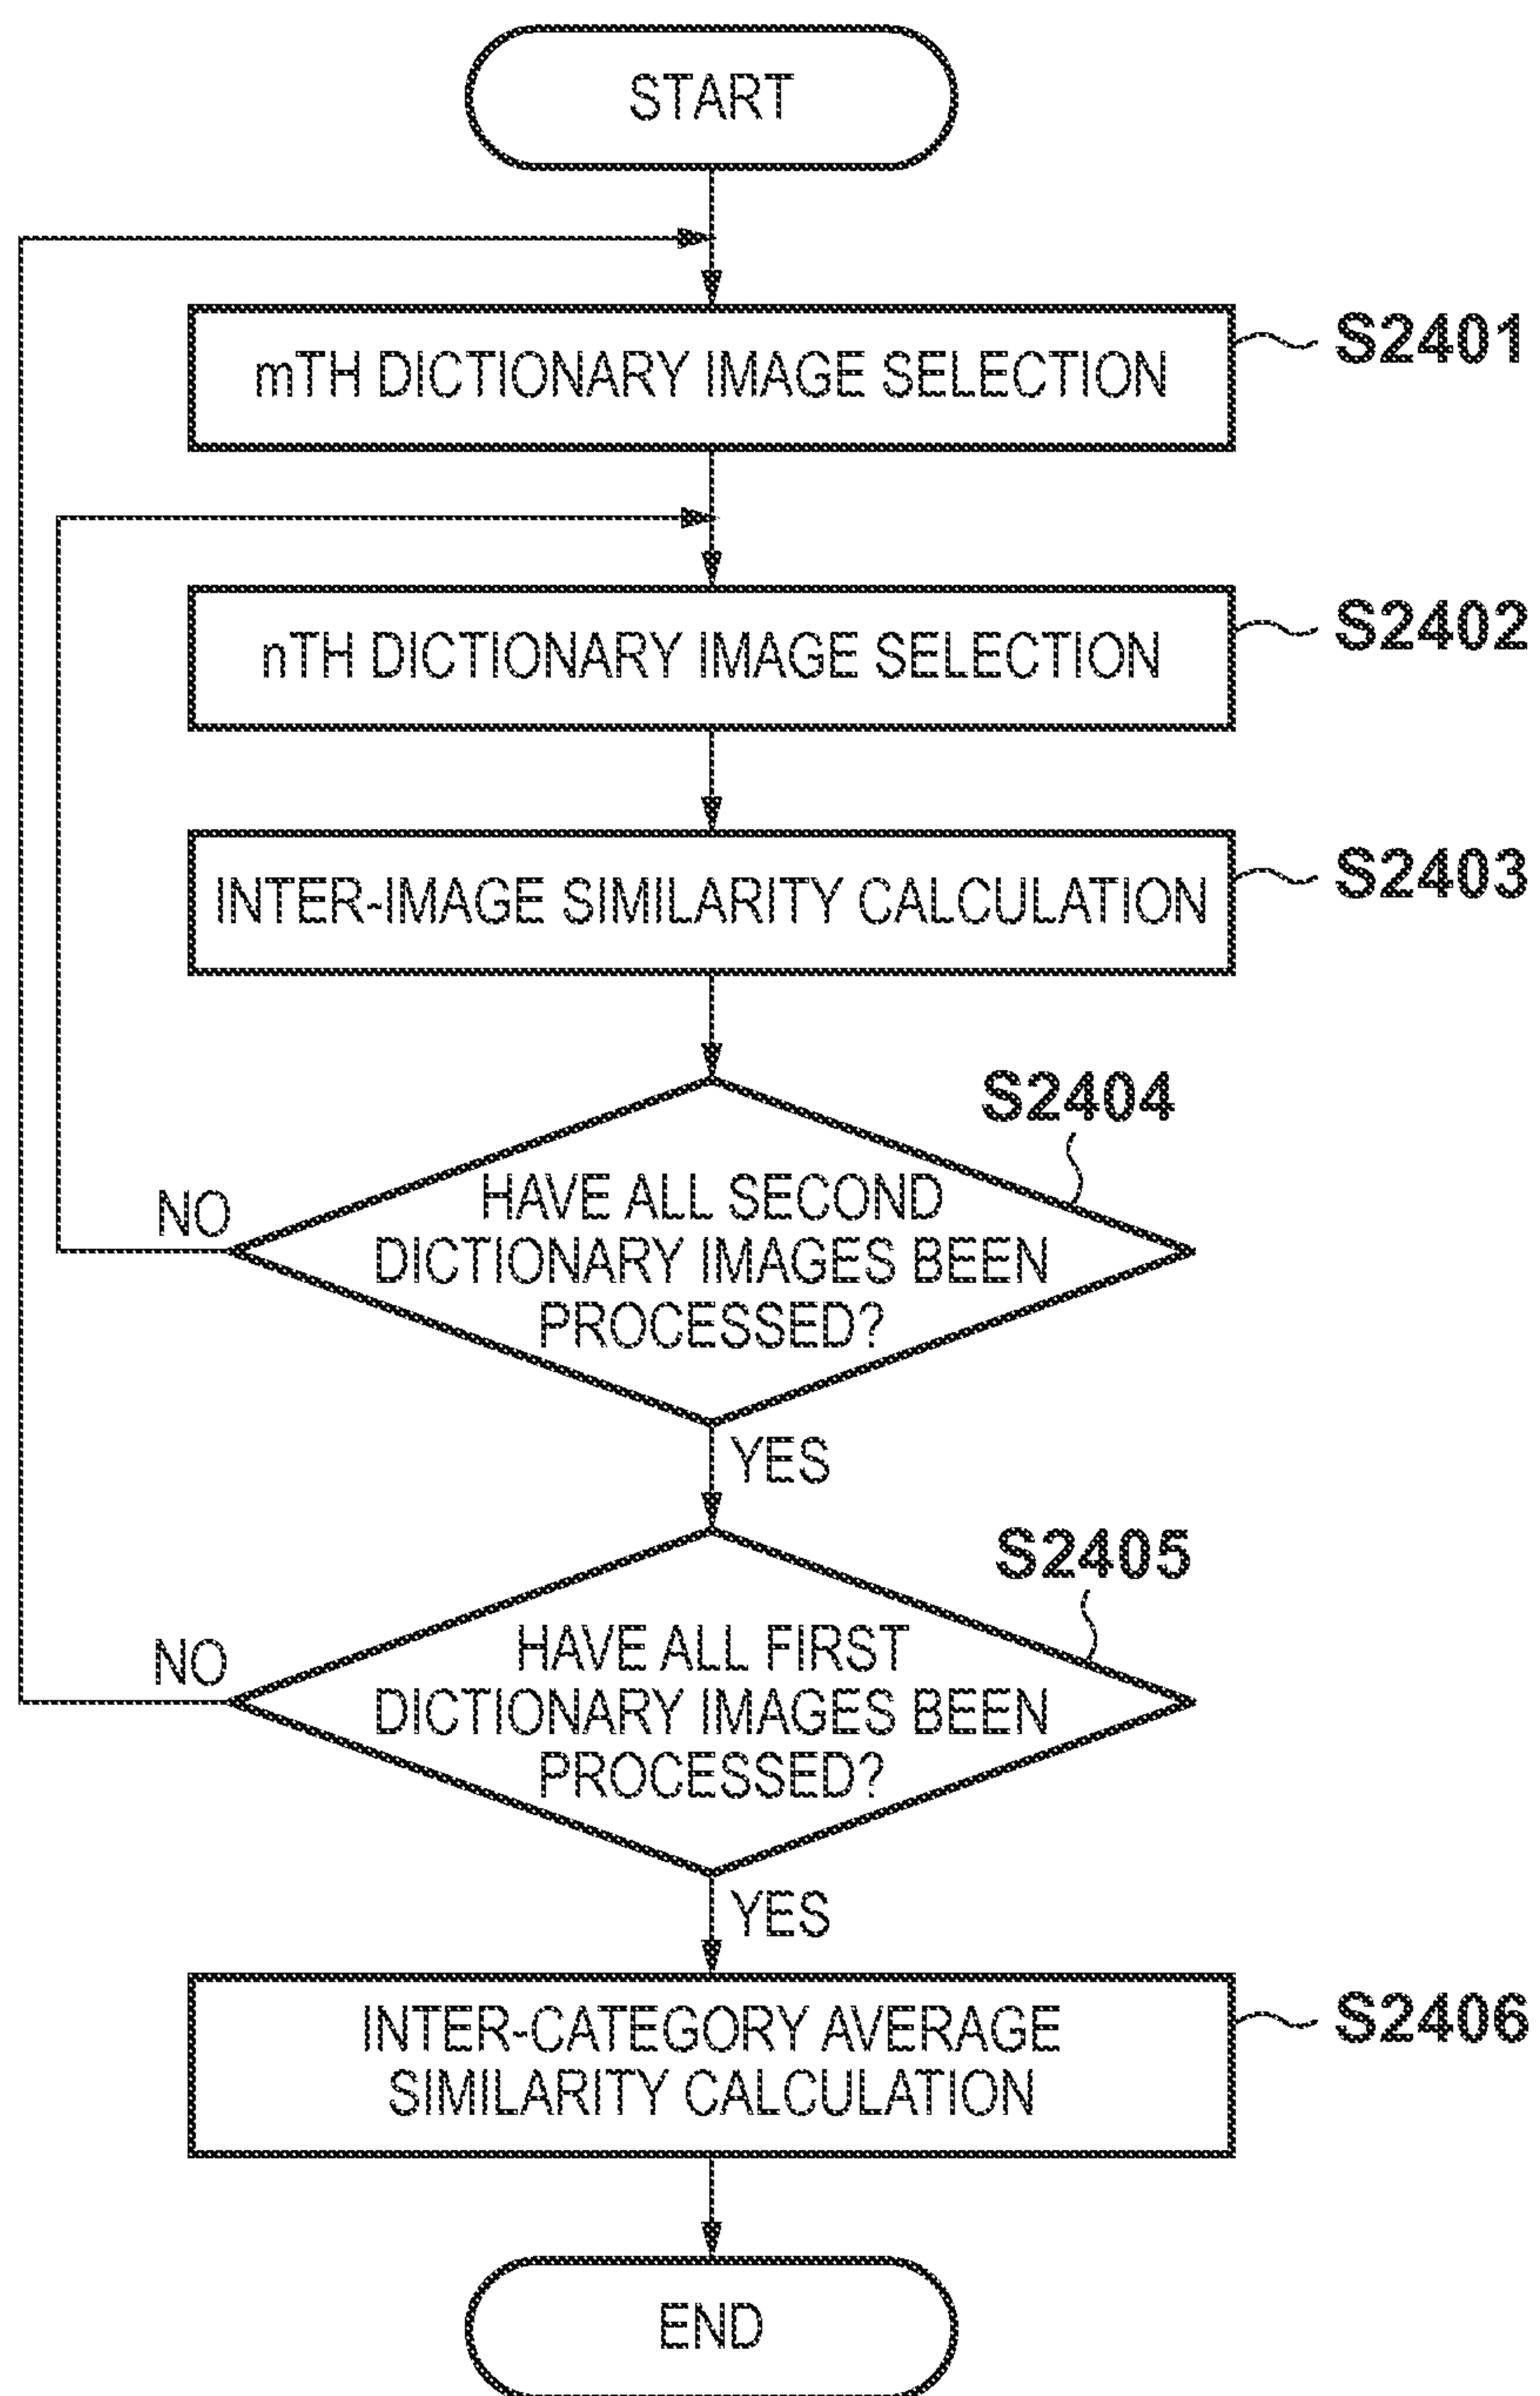 START
mTH DICTIONARY IMAGE SELECTION
S2401
nTH DICTIONARY IMAGE SELECTION
S2402
INTER-IMAGE SIMILARITY CALCULATION
S2403
S2404
HAVE ALL SECOND
DICTIONARY IMAGES BEEN
PROCESSED?
NO
YES
S2405
HAVE ALL FIRST
DICTIONARY IMAGES BEEN
PROCESSED?
NO
YES
INTER-CATEGORY AVERAGE
SIMILARITY CALCULATION
S2406
END